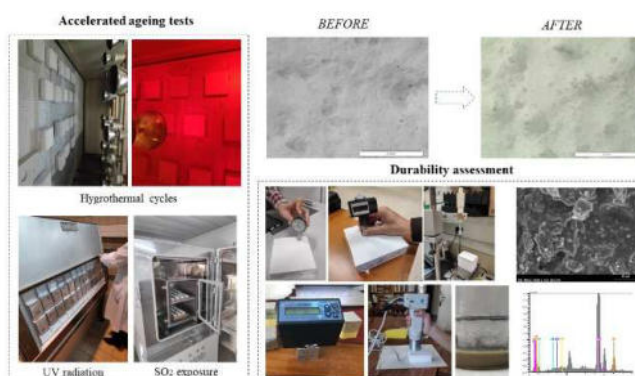 Accelerated ageing tests
BEFORE
AFTER
Hygrothermal cycles
Durability assessment
UV radiation
SO₂ exposure